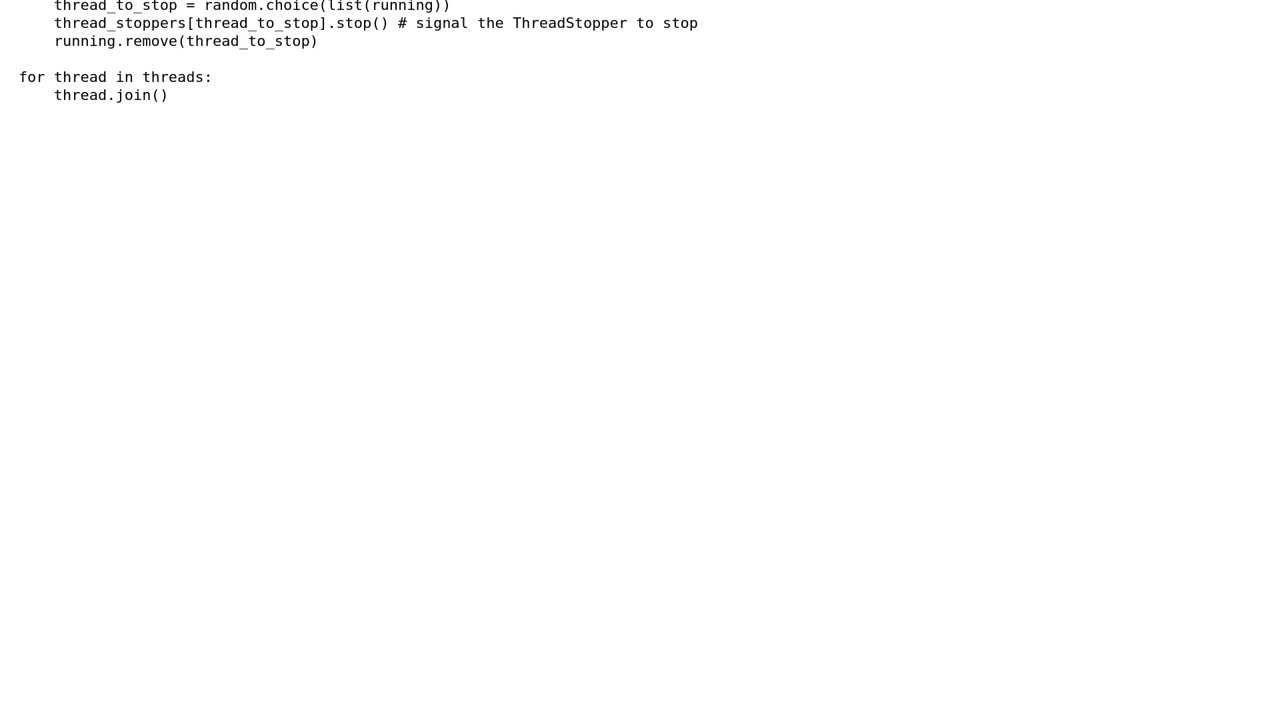 thread_to_stop = random.choice(list(running))
    thread_stoppers[thread_to_stop].stop() # signal the ThreadStopper to stop
    running.remove(thread_to_stop)

for thread in threads:
    thread.join()